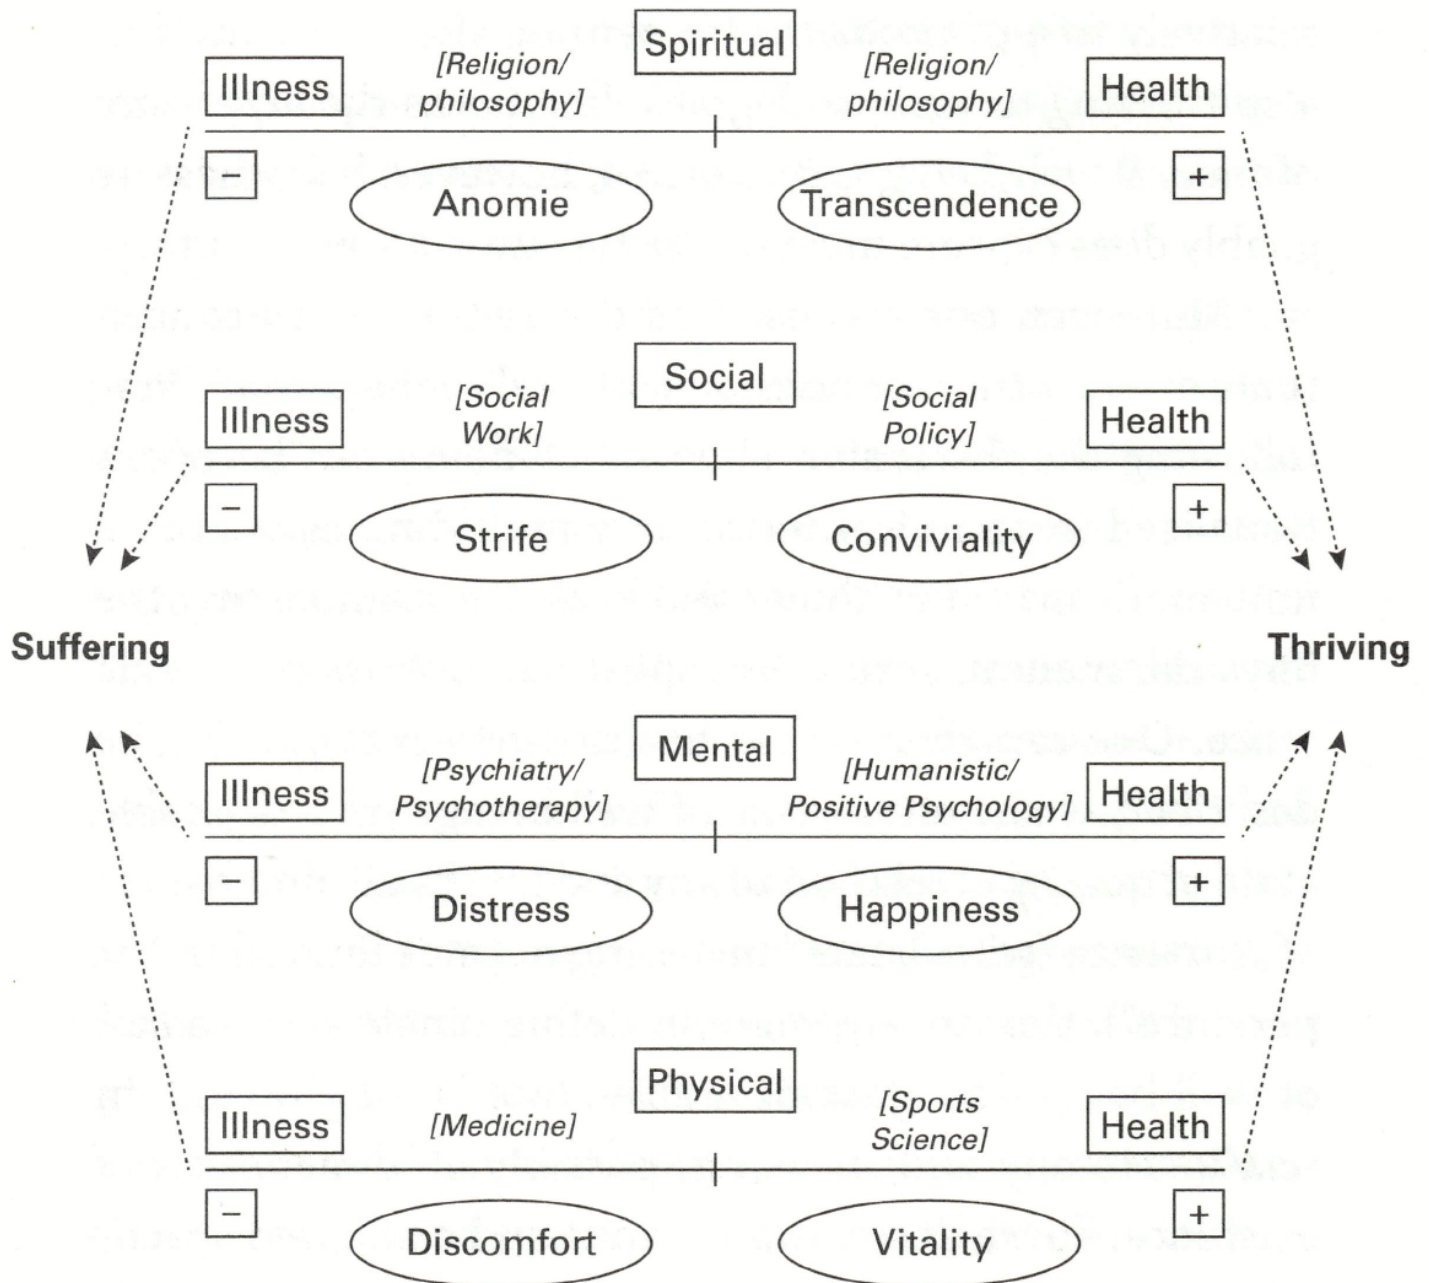 Spiritual
Illness
[Religion/
philosophy]
[Religion/
philosophy]
Health
−
+
Anomie
Transcendence
Social
Illness
[Social
Work]
[Social
Policy]
Health
−
+
Strife
Conviviality
Suffering
Thriving
Mental
Illness
[Psychiatry/
Psychotherapy]
[Humanistic/
Positive Psychology]
Health
−
+
Distress
Happiness
Physical
Illness
[Medicine]
[Sports
Science]
Health
−
+
Discomfort
Vitality